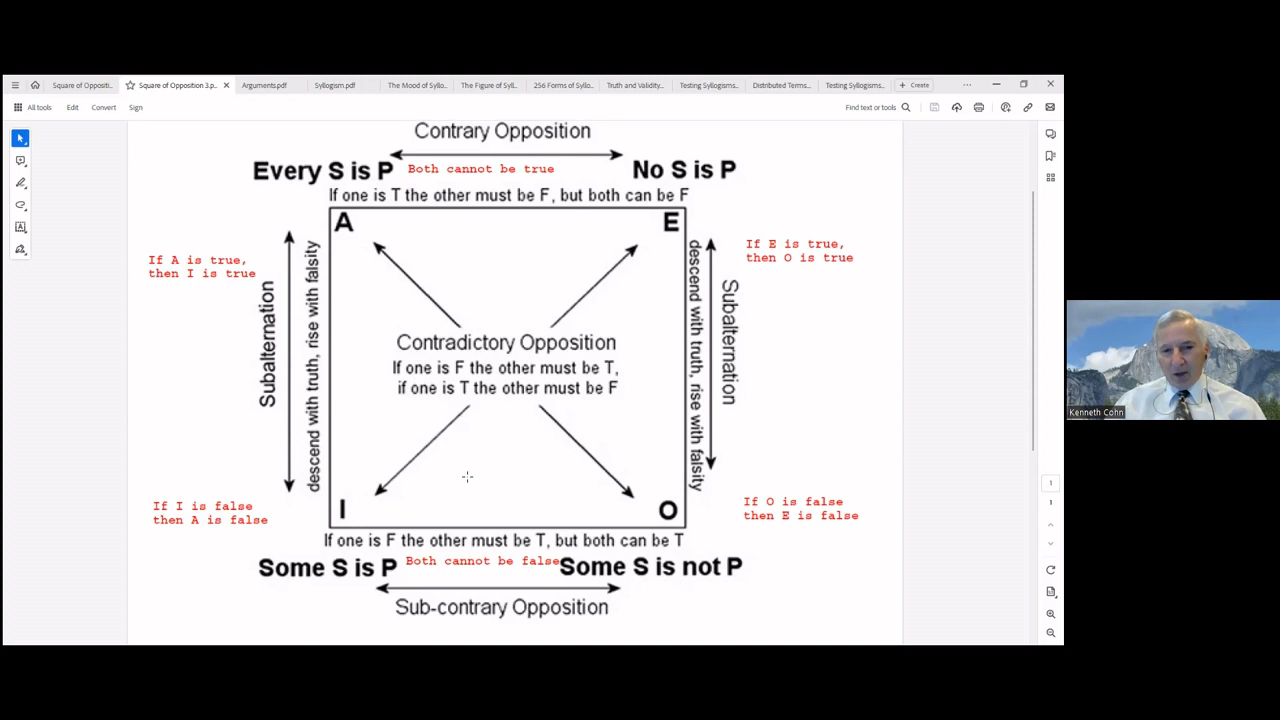 Square of Oppositi..
Square of Opposition 3.p..
Arguments.pdf
Syllogism.pdf
The Mood of Syllo..
The Figure of Syll..
256 Forms of Syllo..
Truth and Validity...
Testing Syllogisms..
Distributed Terms...
Testing Syllogisms..
Create
All tools
Edit
Convert
Sign
Find text or tools
Contrary Opposition
Every S is P
Both cannot be true
No S is P
If one is T the other must be F, but both can be F
A
E
If A is true,
then I is true
If E is true,
then O is true
Subalternation
descend with truth, rise with falsity
descend with truth, rise with falsity
Subalternation
Contradictory Opposition
If one is F the other must be T,
if one is T the other must be F
If I is false
then A is false
If O is false
then E is false
I
O
If one is F the other must be T, but both can be T
Some S is P
Both cannot be false
Some S is not P
Sub-contrary Opposition
1
1
Kenneth Cohn